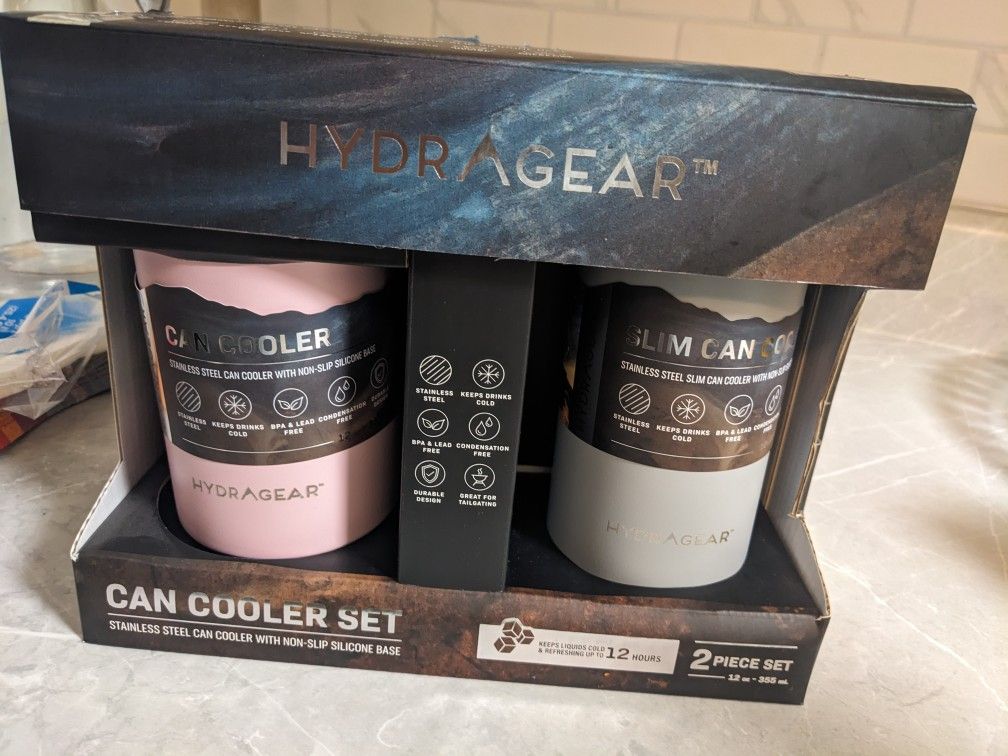 HYDRAGEAR™
CAN COOLER
STAINLESS STEEL CAN COOLER WITH NON-SLIP SILICONE BASE
STAINLESS STEEL
KEEPS DRINKS COLD
BPA & LEAD FREE
CONDENSATION FREE
HYDRAGEAR™
STAINLESS STEEL
KEEPS DRINKS COLD
BPA & LEAD FREE
CONDENSATION FREE
DURABLE DESIGN
GREAT FOR TAILGATING
SLIM CAN COO
STAINLESS STEEL SLIM CAN COOLER WITH NON-SLIP
STAINLESS STEEL
KEEPS DRINKS COLD
BPA & LEAD FREE
HYDRAGEAR™
CAN COOLER SET
STAINLESS STEEL CAN COOLER WITH NON-SLIP SILICONE BASE
KEEPS LIQUIDS COLD
& REFRESHING UP TO 12 HOURS
2 PIECE SET
12 oz - 355 mL